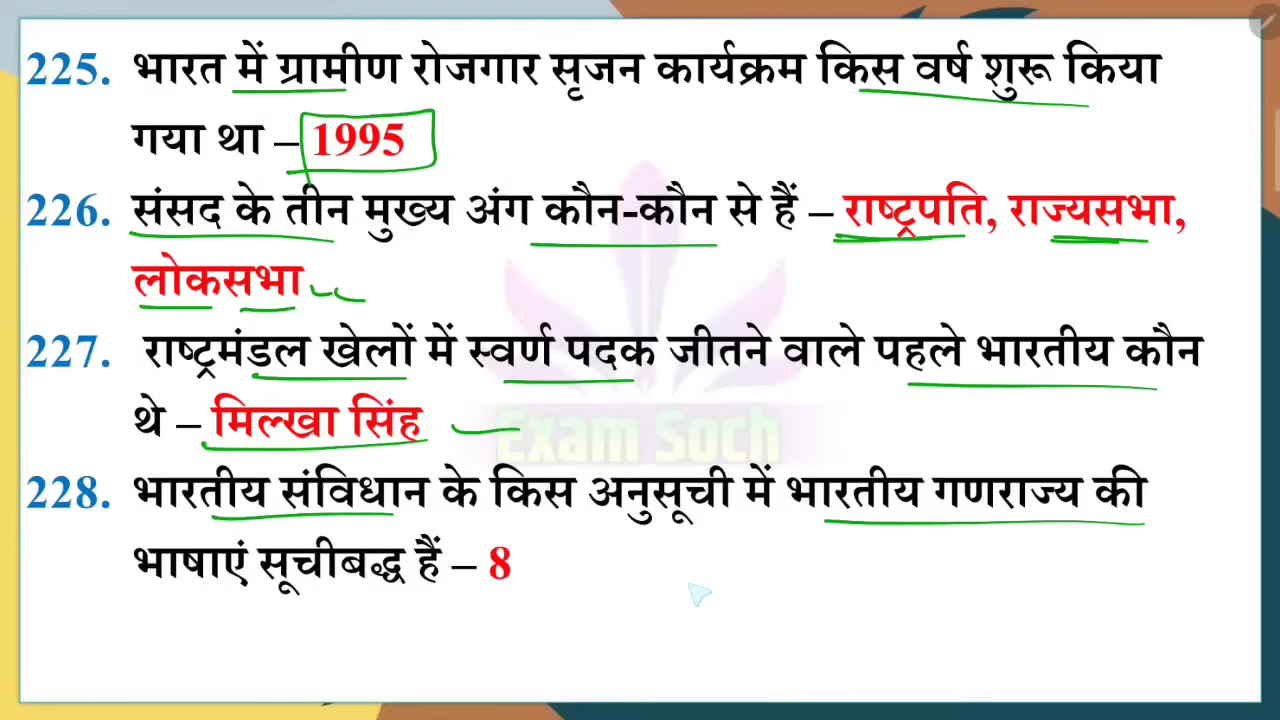 225. भारत में ग्रामीण रोजगार सृजन कार्यक्रम किस वर्ष शुरू किया
गया था – 1995
226. संसद के तीन मुख्य अंग कौन-कौन से हैं – राष्ट्रपति, राज्यसभा,
लोकसभा
227. राष्ट्रमंडल खेलों में स्वर्ण पदक जीतने वाले पहले भारतीय कौन
थे – मिल्खा सिंह
Exam Soch
228. भारतीय संविधान के किस अनुसूची में भारतीय गणराज्य की
भाषाएं सूचीबद्ध हैं – 8